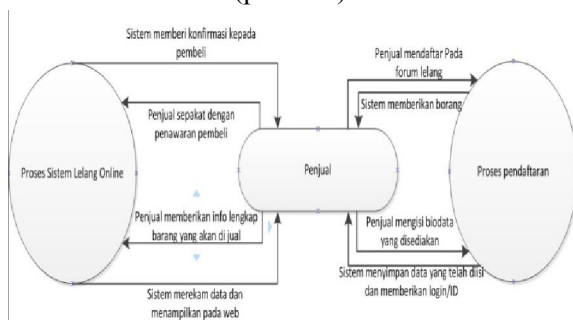 Sistem memberi konfirmasi kepada
pembeli
Penjual mendaftar Pada
forum lelang
Sistem memberikan borang
Penjual sepakat dengan
penawaran pembeli
Proses Sistem Lelang Online
Penjual
Proses pendaftaran
Penjual memberikan info lengkap
barang yang akan di jual
Penjual mengisi biodata
yang disediakan
Sistem menyimpan data yang telah diisi
dan memberikan login/ID
Sistem merekam data dan
menampilkan pada web